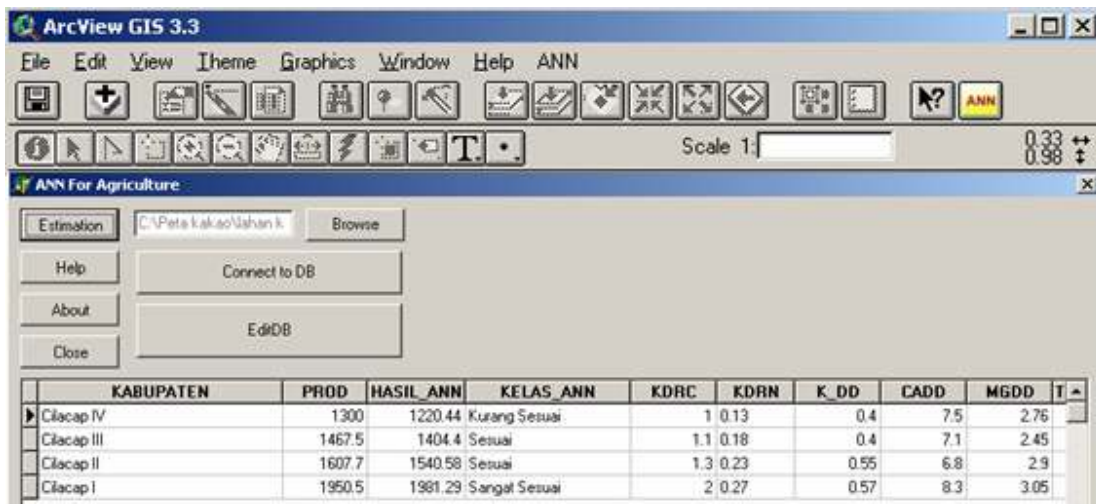 ArcView GIS 3.3
File Edit View Theme Graphics Window Help ANN
ANN
T.
Scale 1:
0.33
0.98
ANN For Agriculture
Estimation C:\Peta kakao\lahan k Browse
Help Connect to DB
About
EditDB
Close
KABUPATEN PROD HASIL_ANN KELAS_ANN KDRC KDRN K_DD CADD MGDD T
Cilacap IV 1300 1220.44 Kurang Sesuai 1 0.13 0.4 7.5 2.76
Cilacap III 1467.5 1404.4 Sesuai 1.1 0.18 0.4 7.1 2.45
Cilacap II 1607.7 1540.58 Sesuai 1.3 0.23 0.55 6.8 2.9
Cilacap I 1950.5 1981.29 Sangat Sesuai 2 0.27 0.57 8.3 3.05